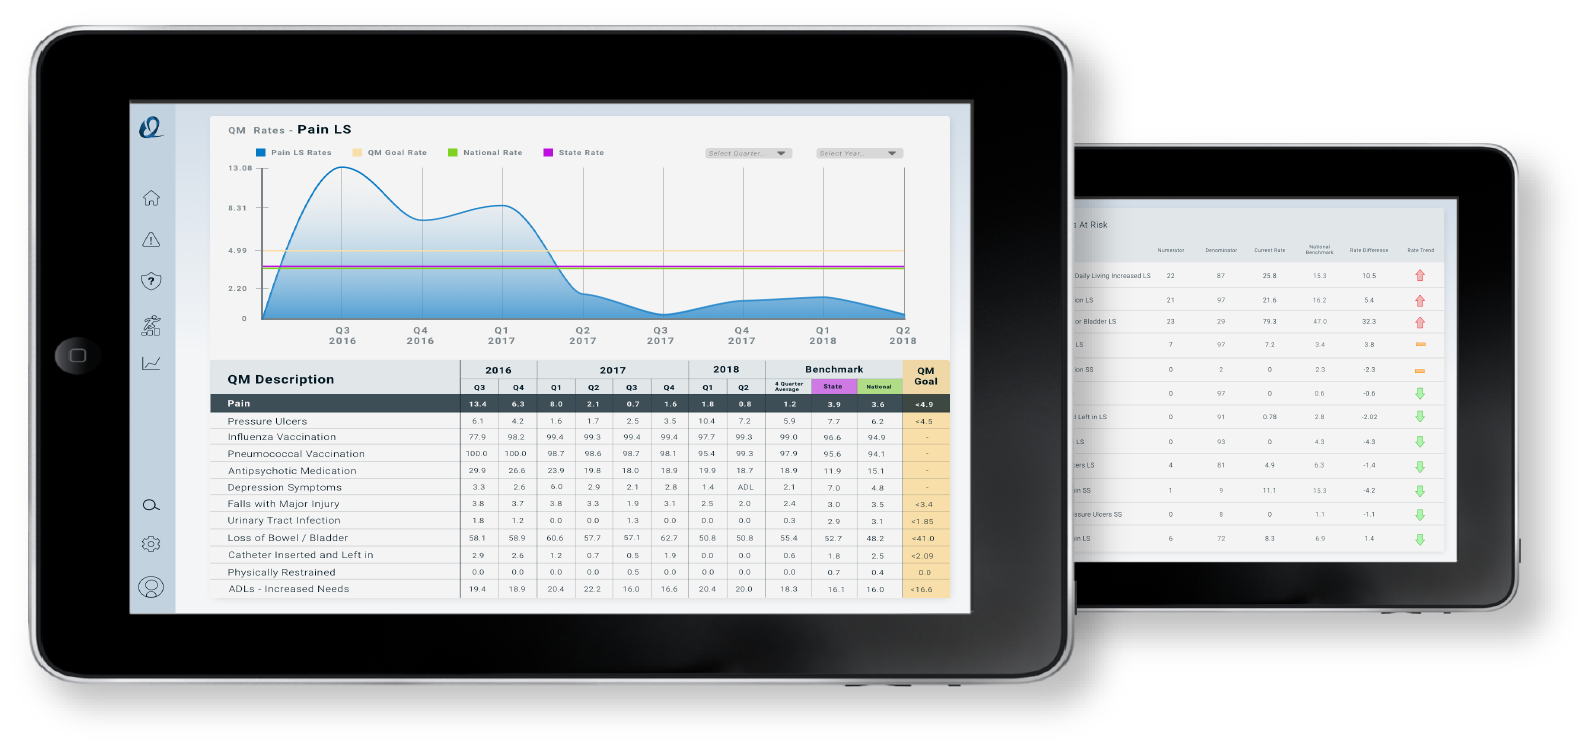 QM Rates - Pain LS
Pain LS Rates QM Goal Rate National Rate State Rate Select Quarter... Select Year...
13.08
8.31
4.99
2.20
0
Q3 Q4 Q1 Q2 Q3 Q4 Q1 Q2
2016 2016 2017 2017 2017 2017 2018 2018
QM Description 2016 2017 2018 Benchmark QM Goal
Q3 Q4 Q1 Q2 Q3 Q4 Q1 Q2 4 Quarter Average State National
Pain 13.4 6.3 8.0 2.1 0.7 1.6 1.8 0.8 1.2 3.9 3.6 <4.9
Pressure Ulcers 6.1 4.2 1.6 1.7 2.5 3.5 10.4 7.2 5.9 7.7 6.2 <4.5
Influenza Vaccination 77.9 98.2 99.4 99.3 99.4 99.4 97.7 99.3 99.0 96.6 94.9 -
Pneumococcal Vaccination 100.0 100.0 98.7 98.6 98.7 98.1 95.4 99.3 97.9 95.6 94.1 -
Antipsychotic Medication 29.9 26.6 23.9 19.8 18.0 18.9 19.9 18.7 18.9 11.9 15.1 -
Depression Symptoms 3.3 2.6 6.0 2.9 2.1 2.8 1.4 ADL 2.1 7.0 4.8 -
Falls with Major Injury 3.8 3.7 3.8 3.3 1.9 3.1 2.5 2.0 2.4 3.0 3.5 <3.4
Urinary Tract Infection 1.8 1.2 0.0 0.0 1.3 0.0 0.0 0.0 0.3 2.9 3.1 <1.85
Loss of Bowel / Bladder 58.1 58.9 60.6 57.7 57.1 62.7 50.8 50.8 55.4 52.7 48.2 <41.0
Catheter Inserted and Left in 2.9 2.6 1.2 0.7 0.5 1.9 0.0 0.0 0.6 1.8 2.5 <2.09
Physically Restrained 0.0 0.0 0.0 0.0 0.5 0.0 0.0 0.0 0.0 0.7 0.4 0.0
ADLs - Increased Needs 19.4 18.9 20.4 22.2 16.0 16.6 20.4 20.0 18.3 16.1 16.0 <16.6
At Risk
Numerator Denominator Current Rate National Benchmark Rate Difference Rate Trend
Daily Living Increased LS 22 87 25.8 15.3 10.5
ion LS 21 97 21.6 16.2 5.4
or Bladder LS 23 29 79.3 47.0 32.3
LS 7 97 7.2 3.4 3.8
ion SS 0 2 0 2.3 -2.3
0 97 0 0.6 -0.6
Left in LS 0 91 0.78 2.8 -2.02
LS 0 93 0 4.3 -4.3
cers LS 4 81 4.9 6.3 -1.4
in SS 1 9 11.1 15.3 -4.2
ssure Ulcers SS 0 8 0 1.1 -1.1
in LS 6 72 8.3 6.9 1.4